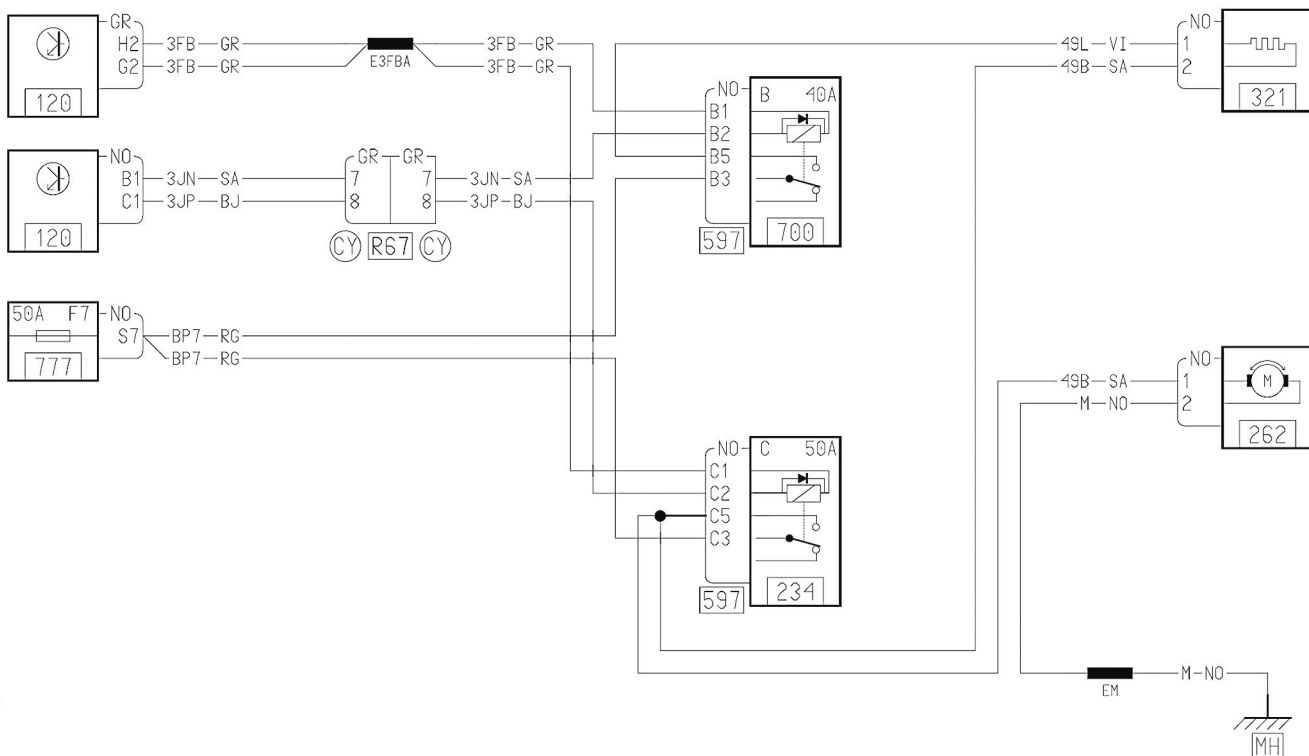 GR
H2 3FB GR 3FB GR
G2 3FB GR 3FB GR
E3FBA
120
NO
1 49L VI
2 49B SA
321
NO B 40A
B1
B2
B5
B3
700
597
NO
B1 3JN SA 7 GR GR 7 3JN SA
C1 3JP BJ 8 8 3JP BJ
120
CY R67 CY
50A F7 NO
S7 BP7 RG
BP7 RG
777
NO
49B SA 1 M
M NO 2
262
NO C 50A
C1
C2
C5
C3
234
597
EM
M-NO
MH